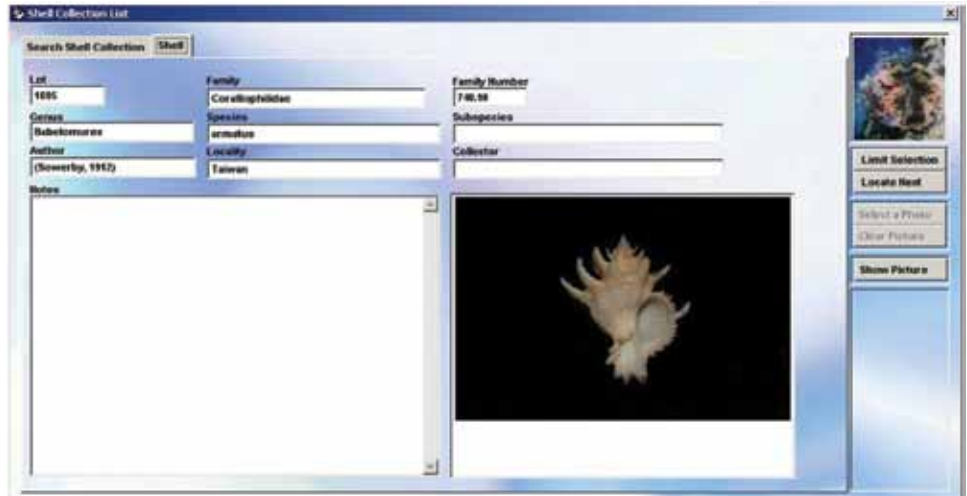 Shell Collection List
Search Shell Collection Shell
Lot Family Family Number
1695 Coralliophilidae 740.98
Genus Species Subspecies
Babelomurex armatus
Author Locality Collector
(Sowerby, 1912) Taiwan
Notes
Limit Selection
Locate Next
Select a Photo
Clear Picture
Show Picture